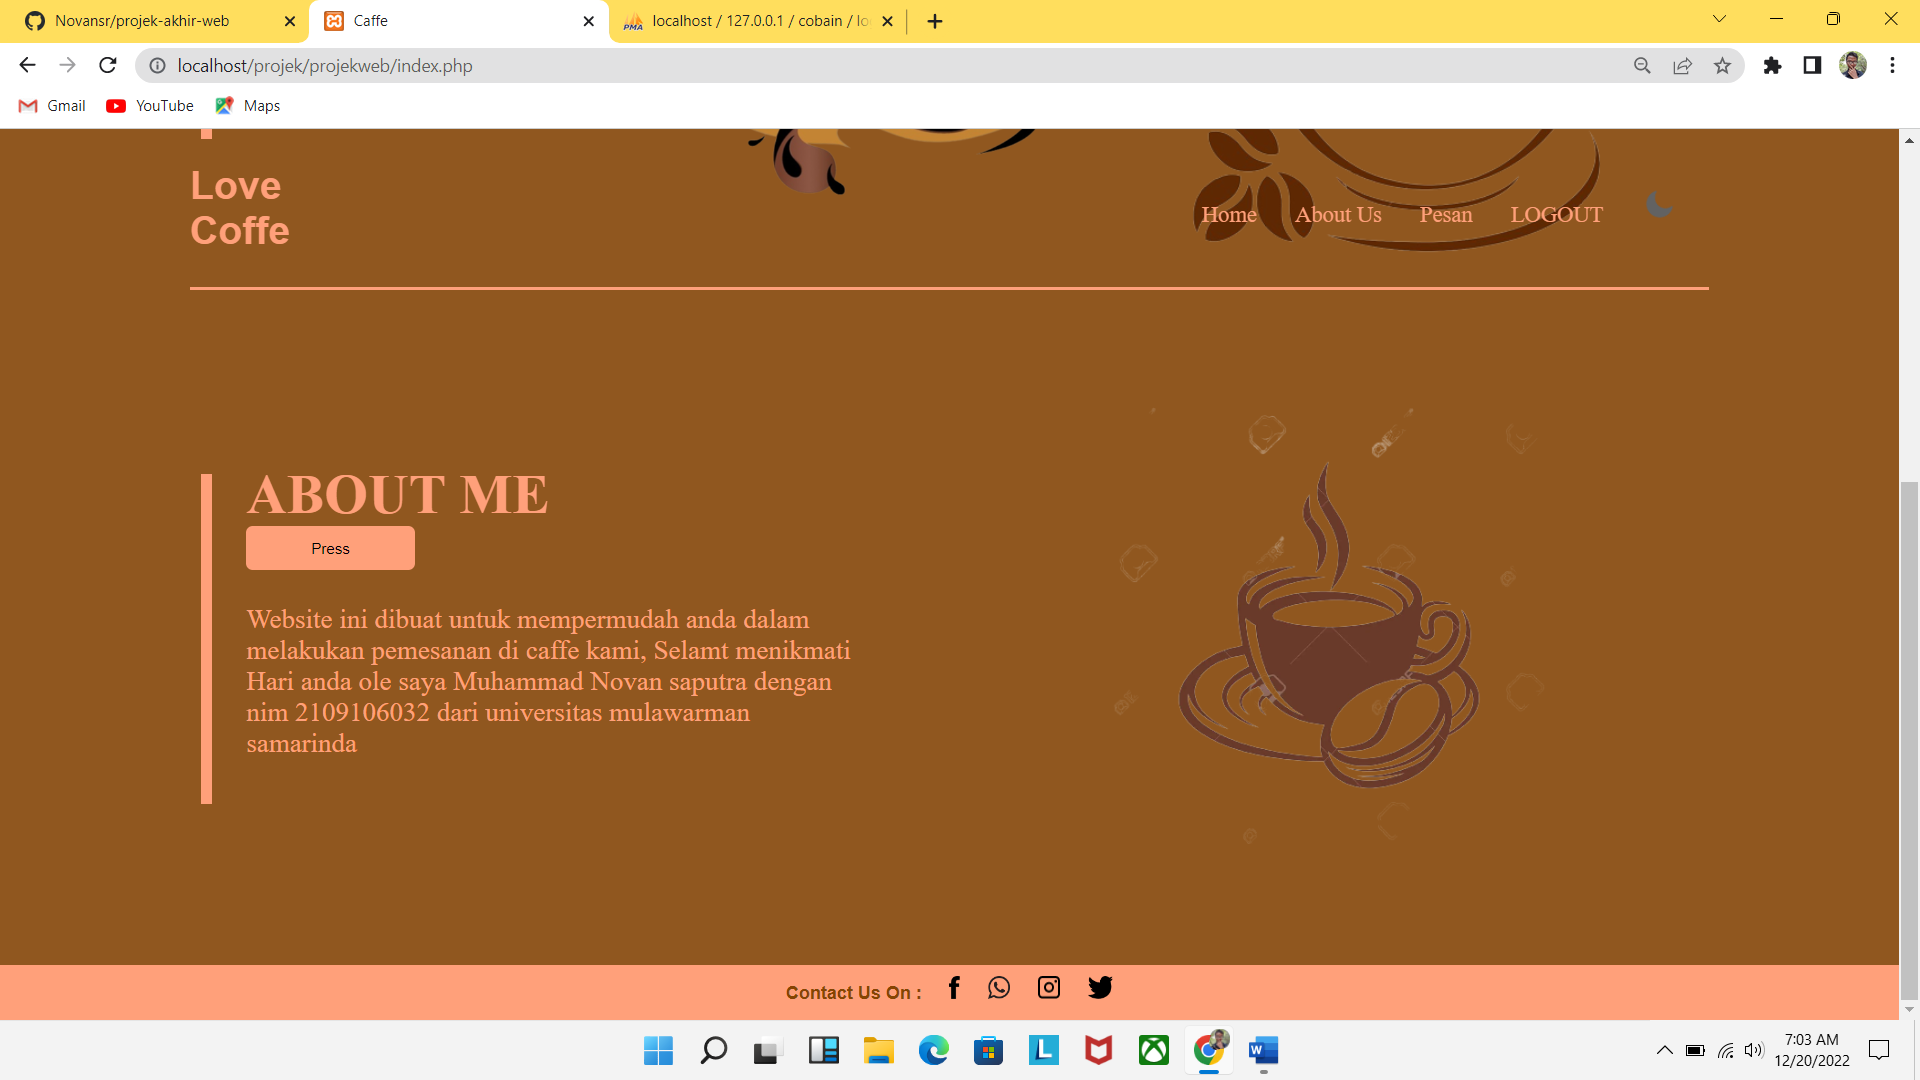 Novansr/projek-akhir-web
Caffe
localhost / 127.0.0.1 / cobain / lo
localhost/projek/projekweb/index.php
Gmail
YouTube
Maps
Love
Coffe
Home
About Us
Pesan
LOGOUT
ABOUT ME
Press
Website ini dibuat untuk mempermudah anda dalam
melakukan pemesanan di caffe kami, Selamt menikmati
Hari anda ole saya Muhammad Novan saputra dengan
nim 2109106032 dari universitas mulawarman
samarinda
Contact Us On :
7:03 AM
12/20/2022